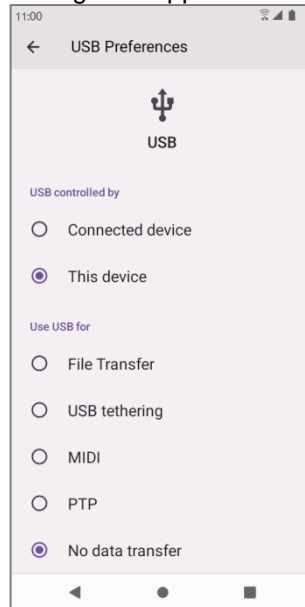 11:00
USB Preferences
USB
USB controlled by
Connected device
This device
Use USB for
File Transfer
USB tethering
MIDI
PTP
No data transfer